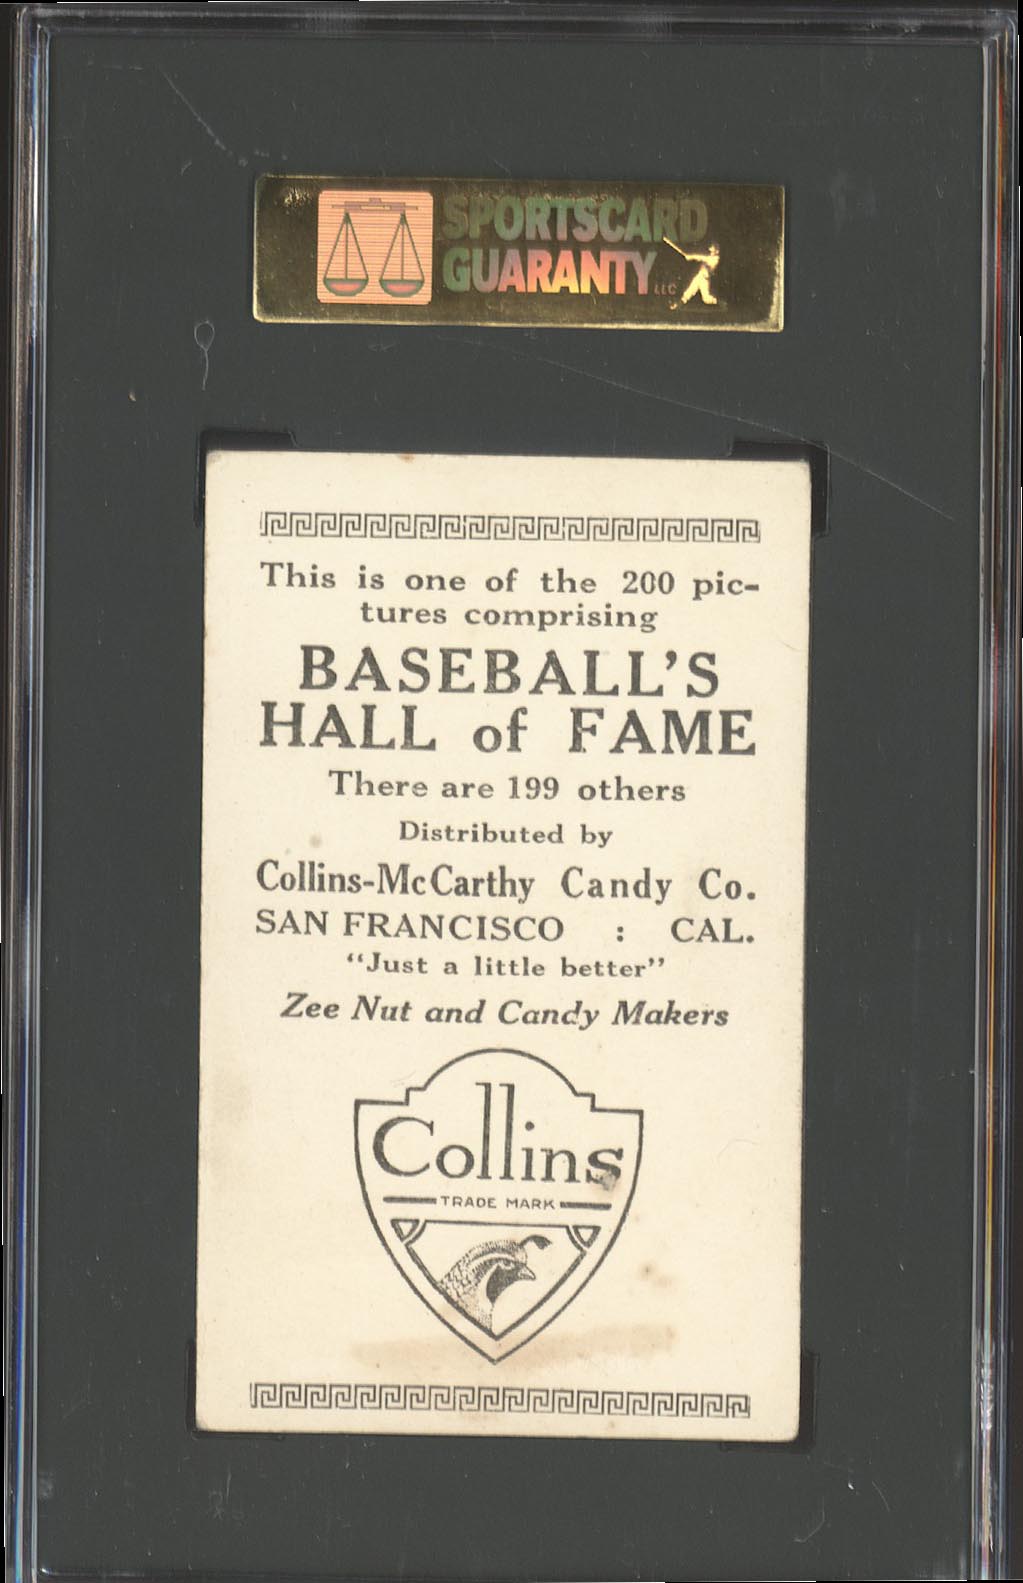 SPORTSCARD
GUARANTY LLC
This is one of the 200 pic-
tures comprising
BASEBALL'S
HALL of FAME
There are 199 others
Distributed by
Collins-McCarthy Candy Co.
SAN FRANCISCO : CAL.
"Just a little better"
Zee Nut and Candy Makers
Collins
TRADE MARK